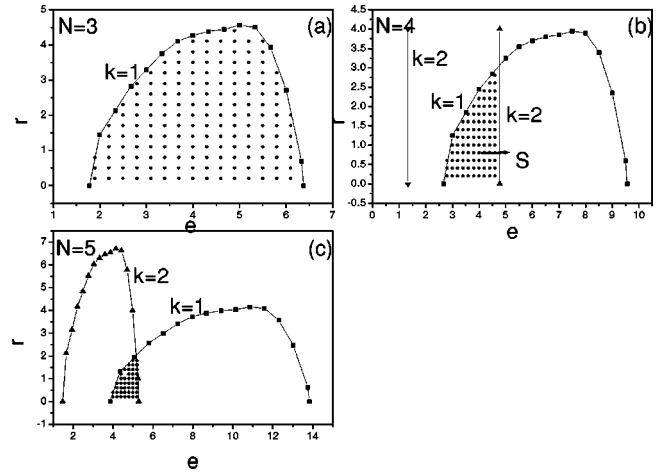 N=3
(a)
k=1
r
5
4
3
2
1
0
1 2 3 4 5 6 7
e
N=4
(b)
k=2
k=1
k=2
S
r
4.0
3.5
3.0
2.5
2.0
1.5
1.0
0.5
0.0
-0.5
0 1 2 3 4 5 6 7 8 9 10
e
N=5
(c)
k=2
k=1
r
7
6
5
4
3
2
1
0
-1
2 4 6 8 10 12 14
e